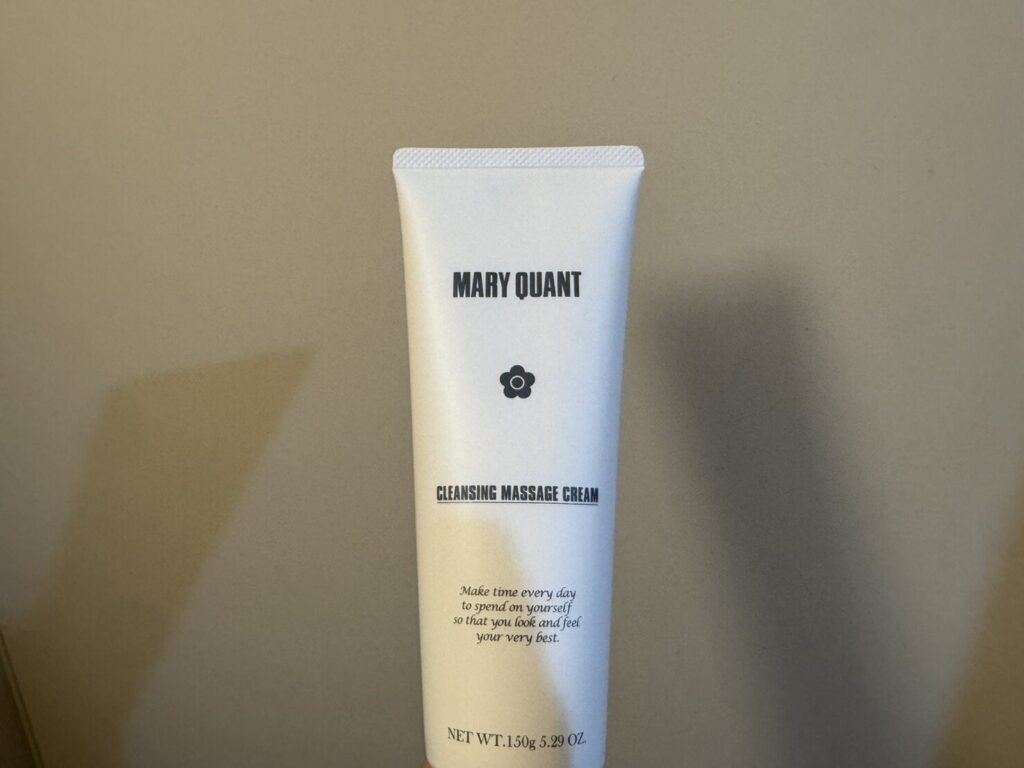 MARY QUANT
CLEANSING MASSAGE CREAM
Make time every day
to spend on yourself
so that you look and feel
your very best.
NET WT.150g 5.29 OZ.